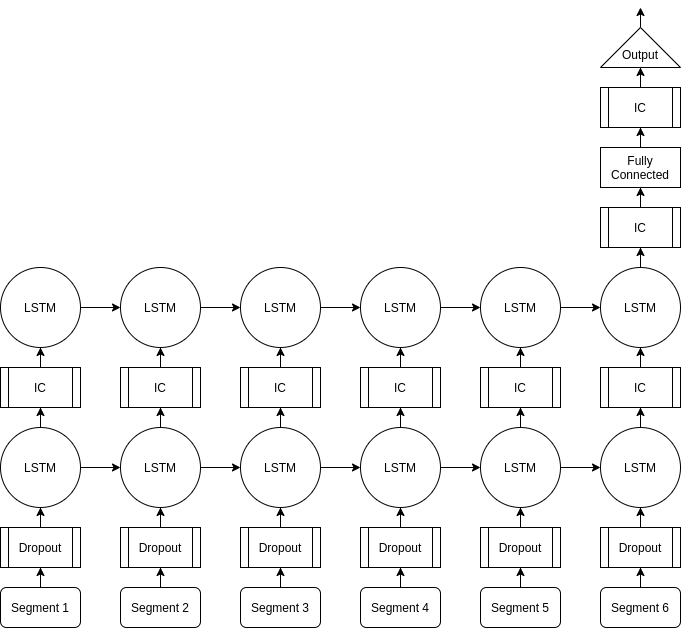 Output
IC
Fully
Connected
IC
LSTM LSTM LSTM LSTM LSTM LSTM
IC IC IC IC IC IC
LSTM LSTM LSTM LSTM LSTM LSTM
Dropout Dropout Dropout Dropout Dropout Dropout
Segment 1 Segment 2 Segment 3 Segment 4 Segment 5 Segment 6